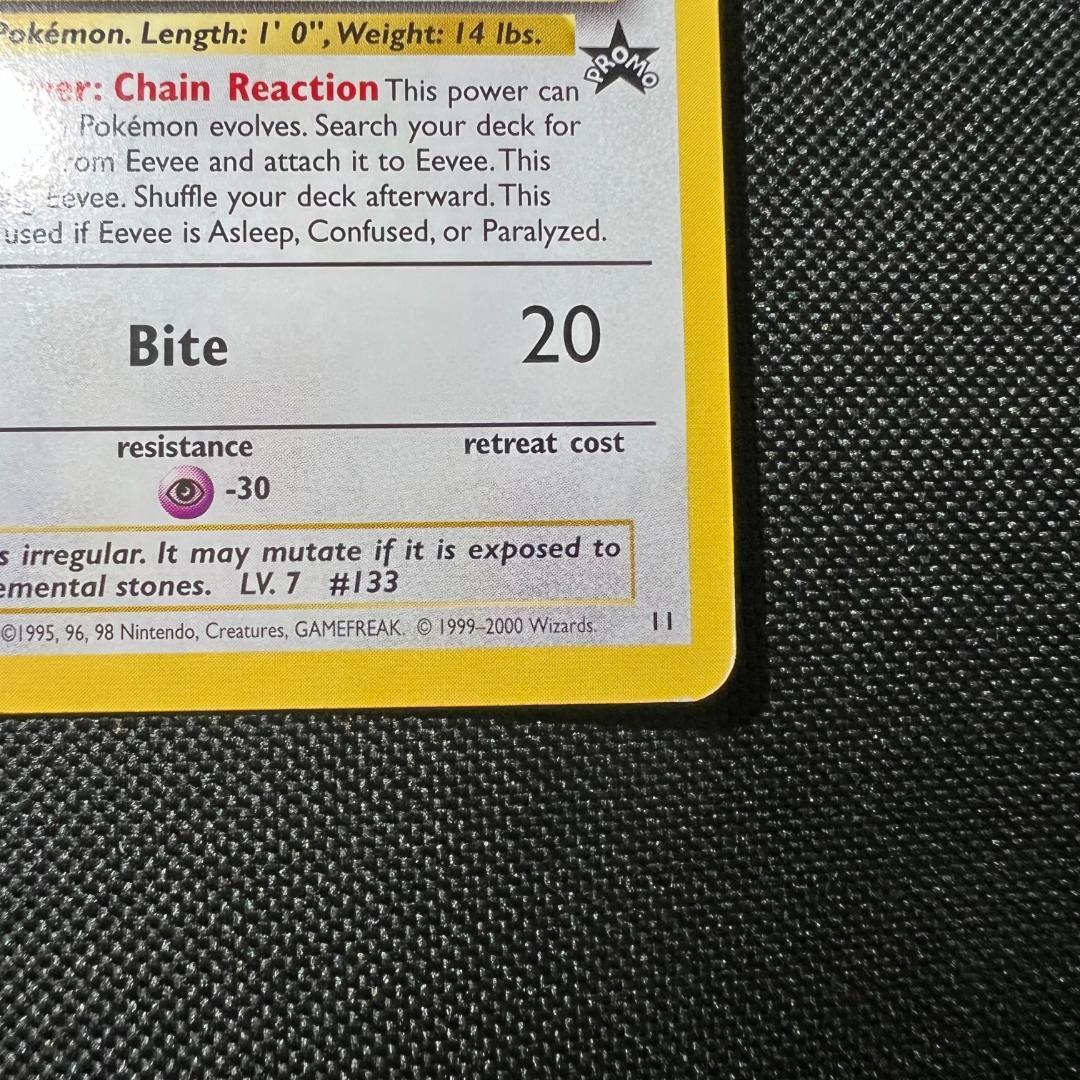 Pokémon. Length: 1' 0", Weight: 14 lbs.
PROMO
Chain Reaction This power can
Pokémon evolves. Search your deck for
Eevee and attach it to Eevee. This
Eevee. Shuffle your deck afterward. This
used if Eevee is Asleep, Confused, or Paralyzed.
Bite 20
resistance retreat cost
-30
irregular. It may mutate if it is exposed to
stones. LV. 7 #133
©1995, 96, 98 Nintendo, Creatures, GAMEFREAK. © 1999-2000 Wizards. 11